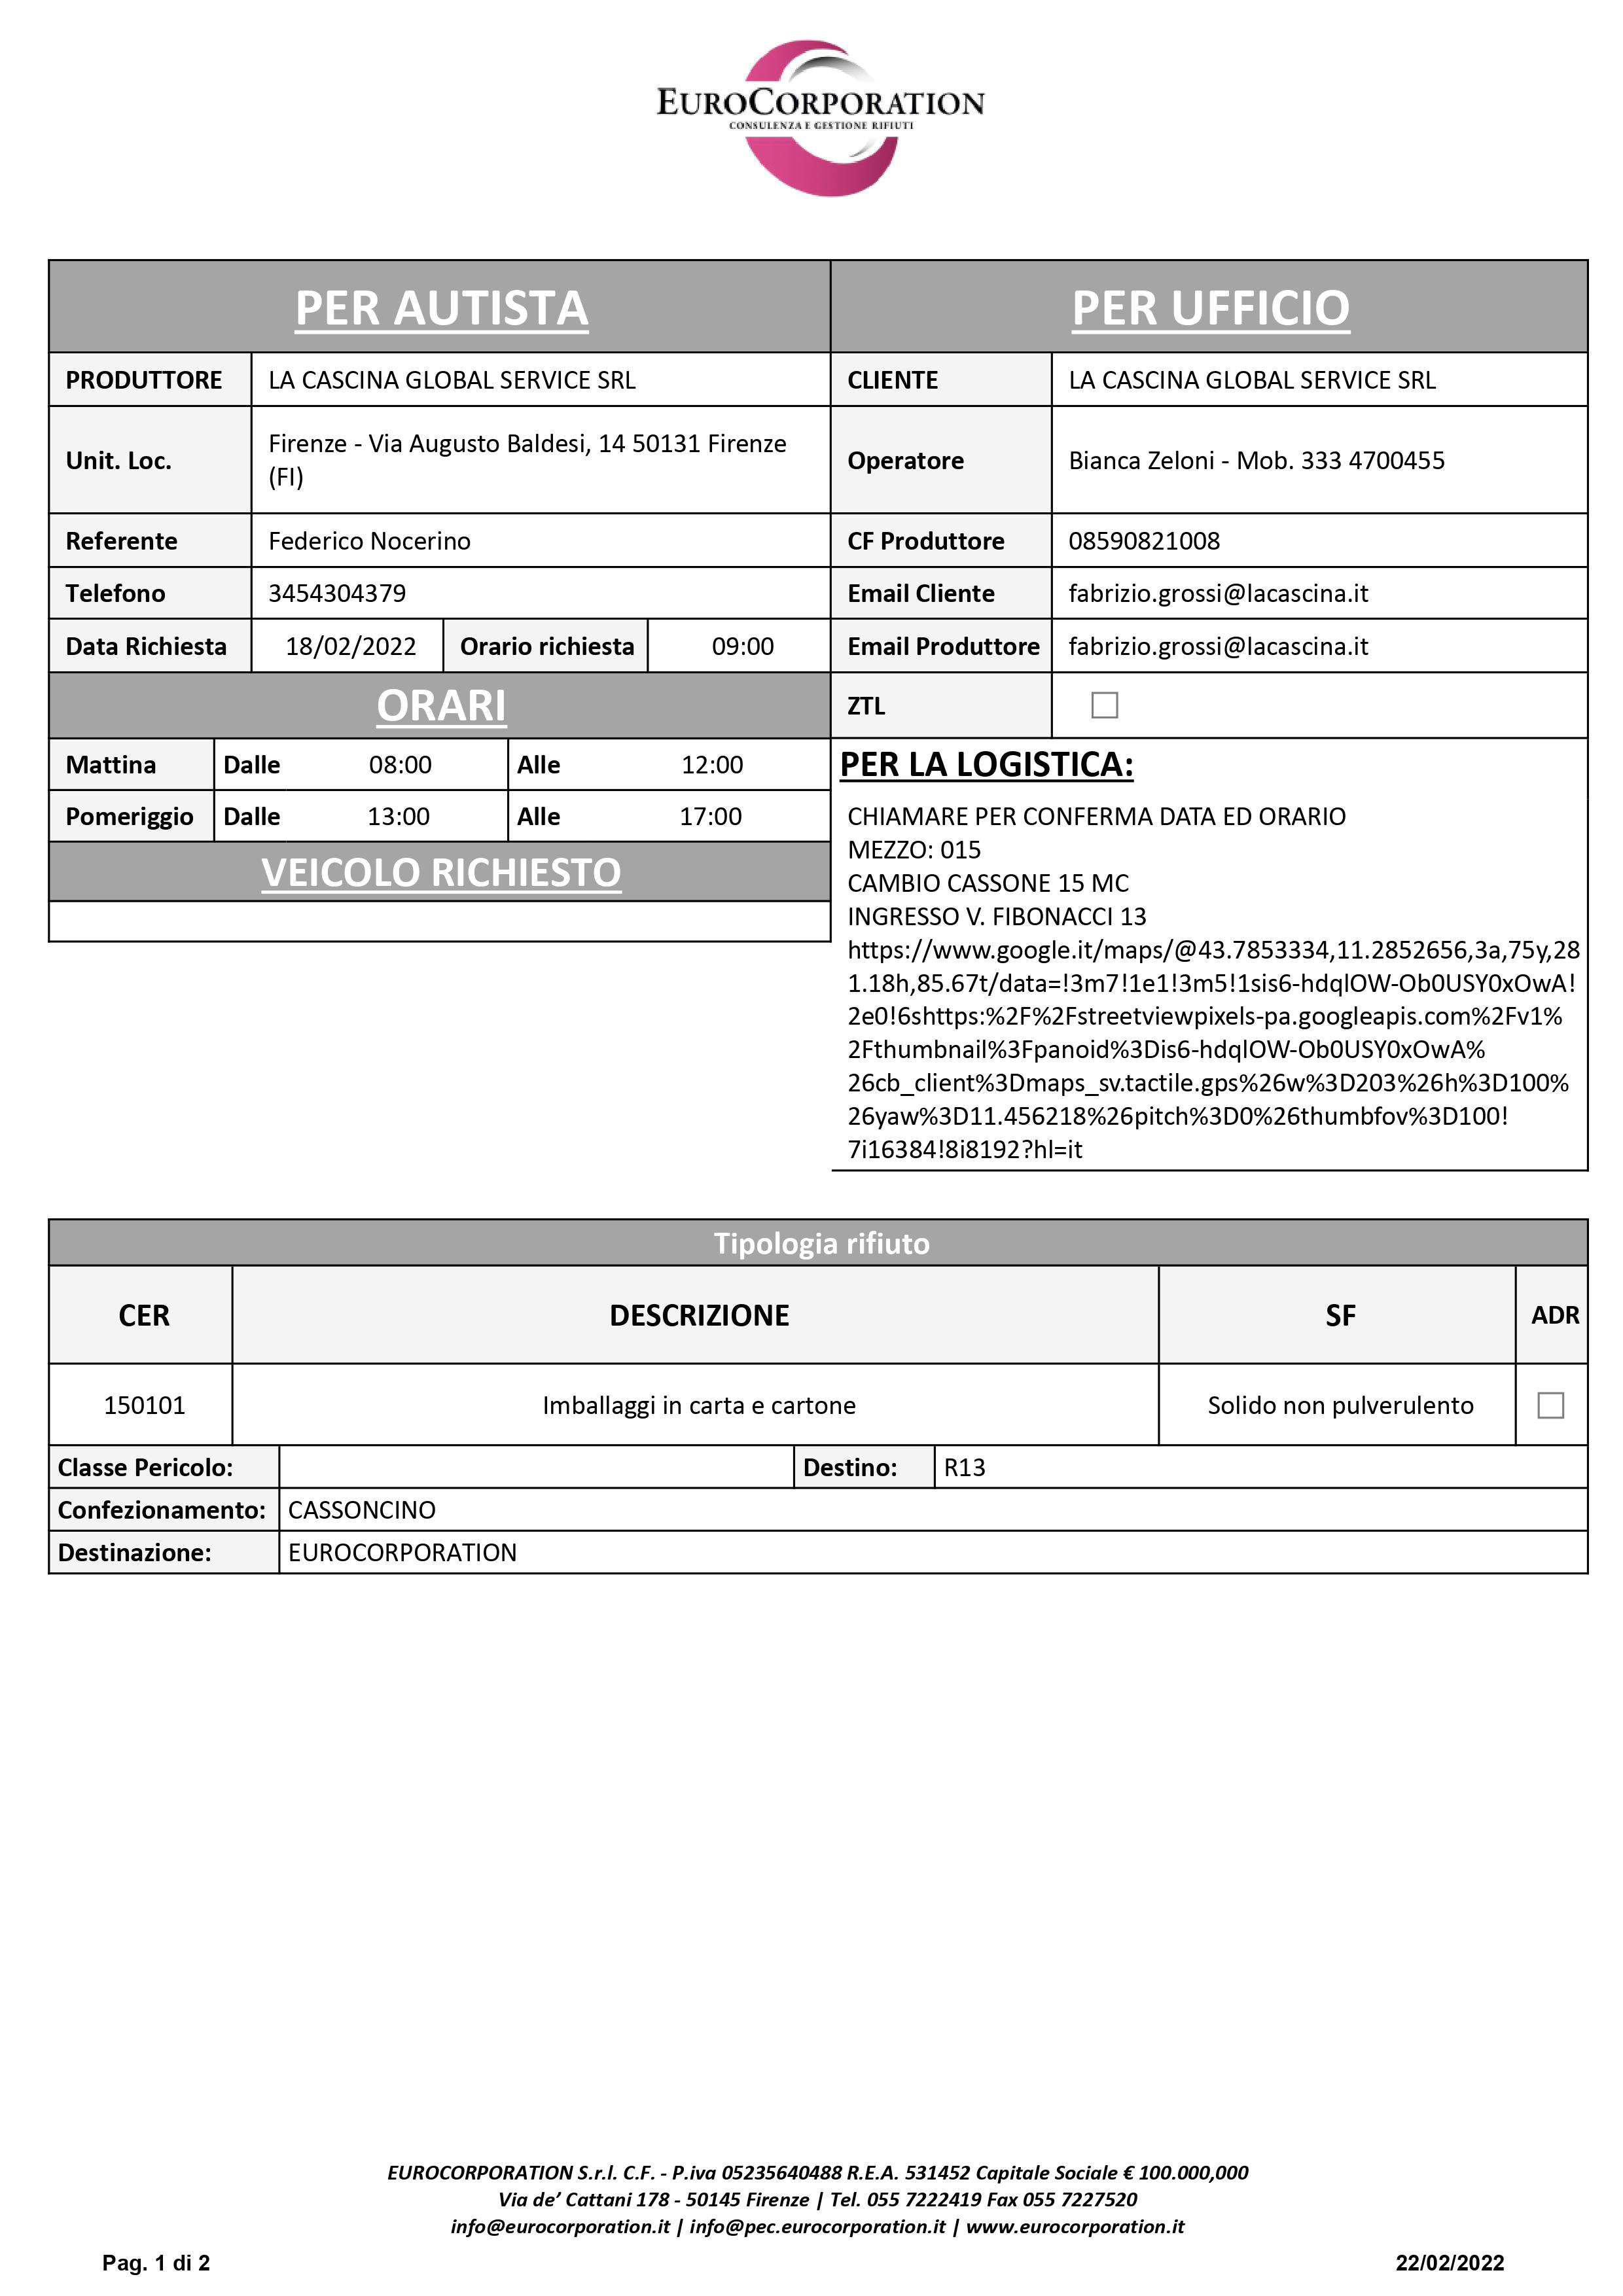 EUROCORPORATION
CONSULENZA E GESTIONE RIFIUTI
PER AUTISTA
PRODUTTORE LA CASCINA GLOBAL SERVICE SRL
Unit. Loc. Firenze - Via Augusto Baldesi, 14 50131 Firenze
(FI)
Referente Federico Nocerino
Telefono 3454304379
Data Richiesta 18/02/2022 Orario richiesta 09:00
ORARI
Mattina Dalle 08:00 Alle 12:00
Pomeriggio Dalle 13:00 Alle 17:00
VEICOLO RICHIESTO
PER UFFICIO
CLIENTE LA CASCINA GLOBAL SERVICE SRL
Operatore Bianca Zeloni - Mob. 333 4700455
CF Produttore 08590821008
Email Cliente fabrizio.grossi@lacascina.it
Email Produttore fabrizio.grossi@lacascina.it
ZTL
PER LA LOGISTICA:
CHIAMARE PER CONFERMA DATA ED ORARIO
MEZZO: 015
CAMBIO CASSONE 15 MC
INGRESSO V. FIBONACCI 13
https://www.google.it/maps/@43.7853334,11.2852656,3a,75y,28
1.18h,85.67t/data=!3m7!1e1!3m5!1sis6-hdqlOW-Ob0USY0xOwA!
2e0!6shttps:%2F%2Fstreetviewpixels-pa.googleapis.com%2Fv1%
2Fthumbnail%3Fpanoid%3Dis6-hdqlOW-Ob0USY0xOwA%
26cb_client%3Dmaps_sv.tactile.gps%26w%3D203%26h%3D100%
26yaw%3D11.456218%26pitch%3D0%26thumbfov%3D100!
7i16384!8i8192?hl=it
Tipologia rifiuto
CER DESCRIZIONE SF ADR
150101 Imballaggi in carta e cartone Solido non pulverulento
Classe Pericolo: Destino: R13
Confezionamento: CASSONCINO
Destinazione: EUROCORPORATION
EUROCORPORATION S.r.l. C.F. - P.iva 05235640488 R.E.A. 531452 Capitale Sociale € 100.000,000
Via de’ Cattani 178 - 50145 Firenze | Tel. 055 7222419 Fax 055 7227520
info@eurocorporation.it | info@pec.eurocorporation.it | www.eurocorporation.it
Pag. 1 di 2 22/02/2022